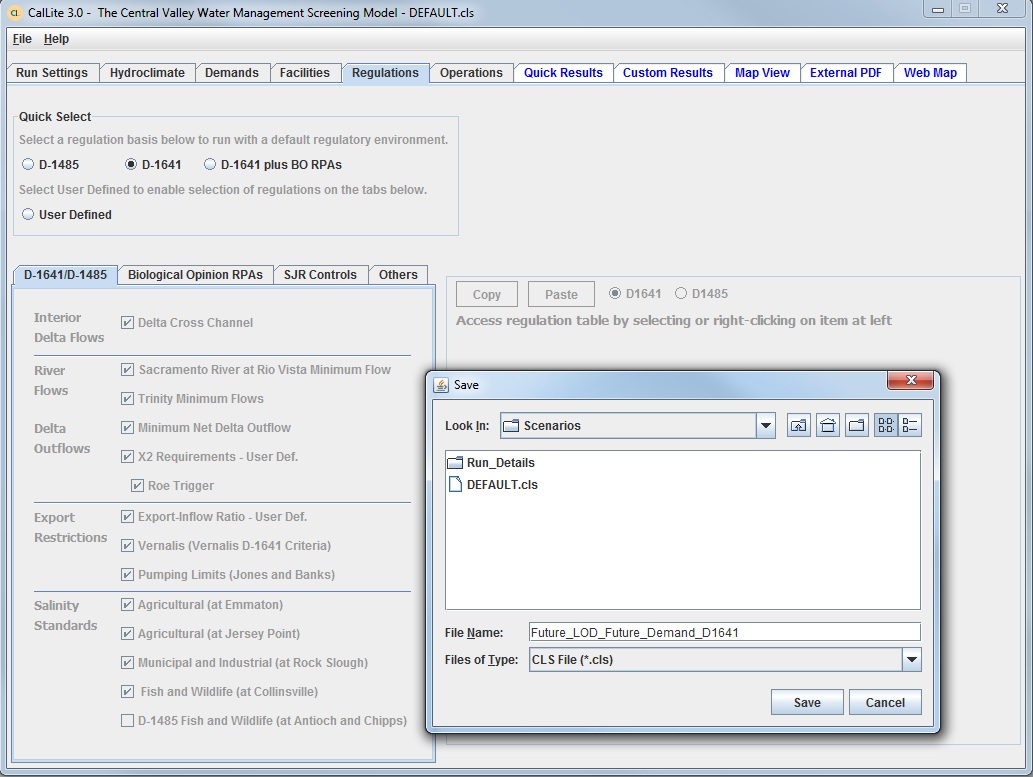 CL CalLite 3.0 - The Central Valley Water Management Screening Model - DEFAULT.cls
File Help
Run Settings Hydroclimate Demands Facilities Regulations Operations Quick Results Custom Results Map View External PDF Web Map
Quick Select
Select a regulation basis below to run with a default regulatory environment.
D-1485 D-1641 D-1641 plus BO RPAs
Select User Defined to enable selection of regulations on the tabs below.
User Defined
D-1641/D-1485 Biological Opinion RPAs SJR Controls Others
Interior
Delta Flows
Delta Cross Channel
River
Flows
Sacramento River at Rio Vista Minimum Flow
Trinity Minimum Flows
Delta
Outflows
Minimum Net Delta Outflow
X2 Requirements - User Def.
Roe Trigger
Export
Restrictions
Export-Inflow Ratio - User Def.
Vernalis (Vernalis D-1641 Criteria)
Pumping Limits (Jones and Banks)
Salinity
Standards
Agricultural (at Emmaton)
Agricultural (at Jersey Point)
Municipal and Industrial (at Rock Slough)
Fish and Wildlife (at Collinsville)
D-1485 Fish and Wildlife (at Antioch and Chipps)
Copy Paste D1641 D1485
Access regulation table by selecting or right-clicking on item at left
Save
Look In: Scenarios
Run_Details
DEFAULT.cls
File Name: Future_LOD_Future_Demand_D1641
Files of Type: CLS File (*.cls)
Save Cancel